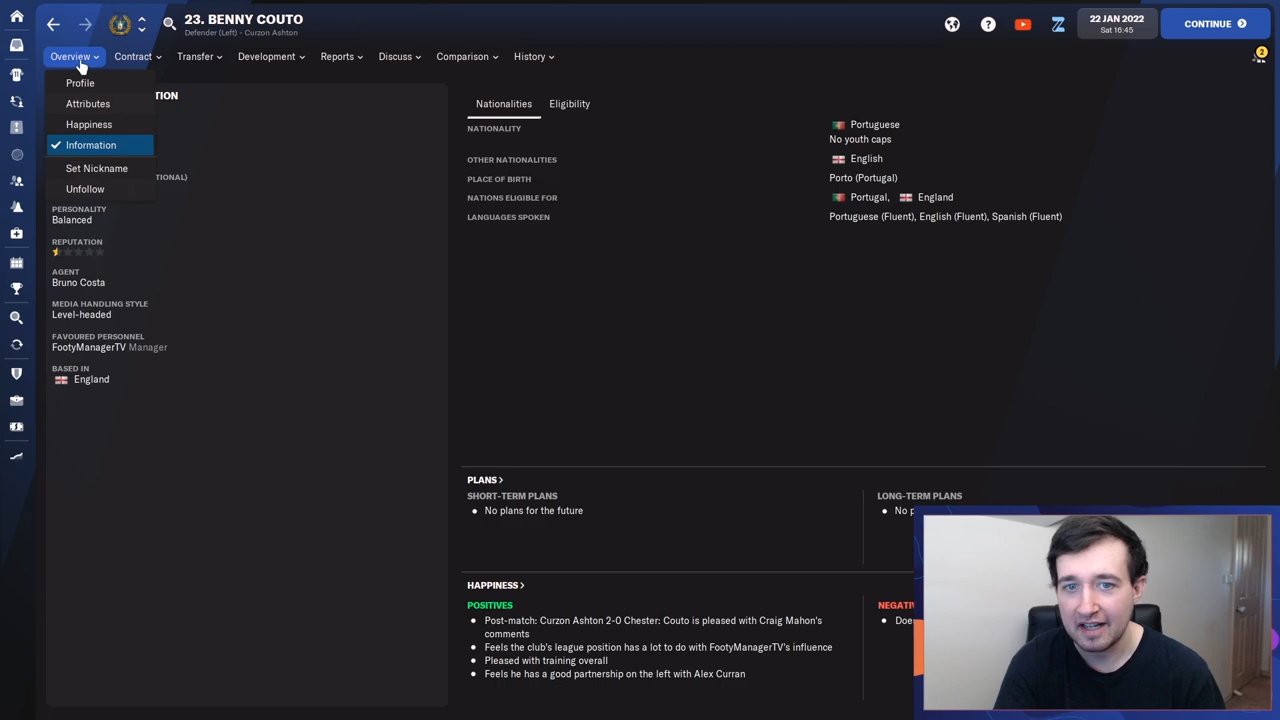 23. BENNY COUTO
Defender (Left) - Curzon Ashton
22 JAN 2022
Sat 16:45
CONTINUE
Overview
Contract
Transfer
Development
Reports
Discuss
Comparison
History
2
Profile
Attributes
Happiness
Information
Set Nickname
Unfollow
TION
TIONAL)
PERSONALITY
Balanced
REPUTATION
AGENT
Bruno Costa
MEDIA HANDLING STYLE
Level-headed
FAVOURED PERSONNEL
FootyManagerTV Manager
BASED IN
England
Nationalities Eligibility
NATIONALITY
Portuguese
No youth caps
OTHER NATIONALITIES
English
PLACE OF BIRTH
Porto (Portugal)
NATIONS ELIGIBLE FOR
Portugal, England
LANGUAGES SPOKEN
Portuguese (Fluent), English (Fluent), Spanish (Fluent)
PLANS >
SHORT-TERM PLANS
No plans for the future
LONG-TERM PLANS
No
HAPPINESS >
POSITIVES
Post-match: Curzon Ashton 2-0 Chester: Couto is pleased with Craig Mahon's
comments
Feels the club's league position has a lot to do with FootyManagerTV's influence
Pleased with training overall
Feels he has a good partnership on the left with Alex Curran
NEGATIV
Doe